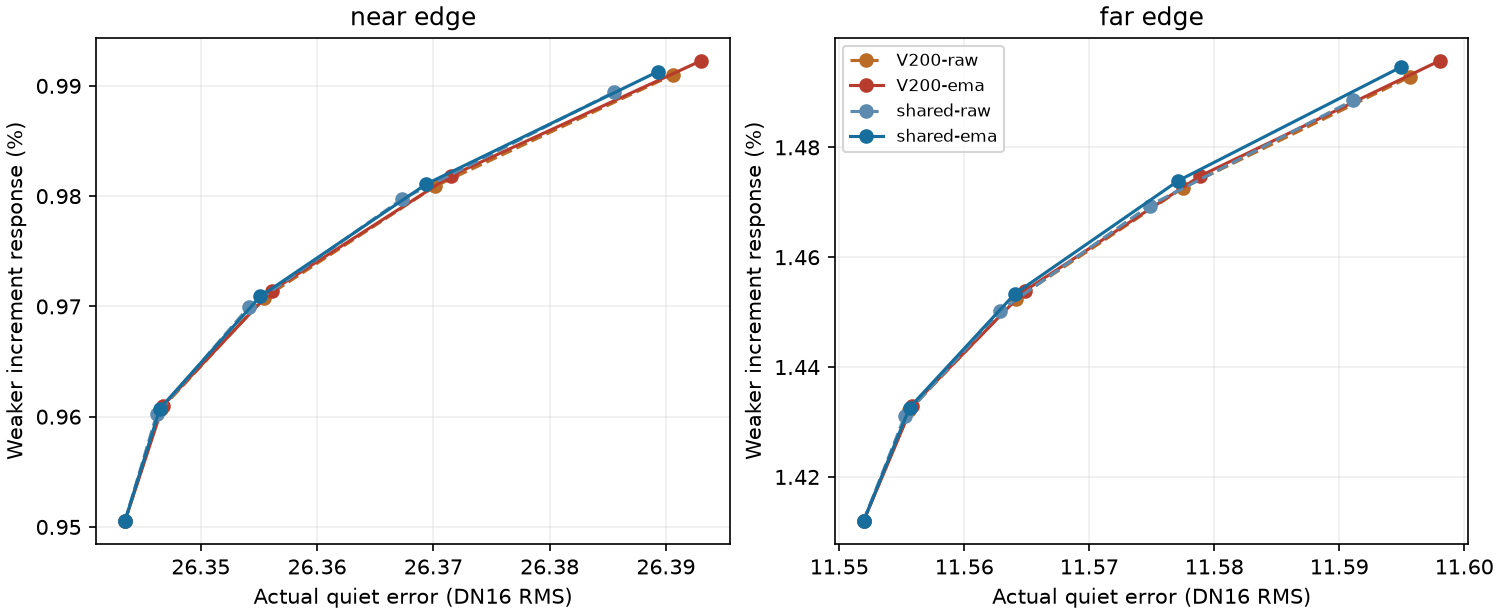 near edge
Weaker increment response (%)
0.99
0.98
0.97
0.96
0.95
26.35 26.36 26.37 26.38 26.39
Actual quiet error (DN16 RMS)
far edge
V200-raw
V200-ema
shared-raw
shared-ema
Weaker increment response (%)
1.48
1.46
1.44
1.42
11.55 11.56 11.57 11.58 11.59 11.60
Actual quiet error (DN16 RMS)